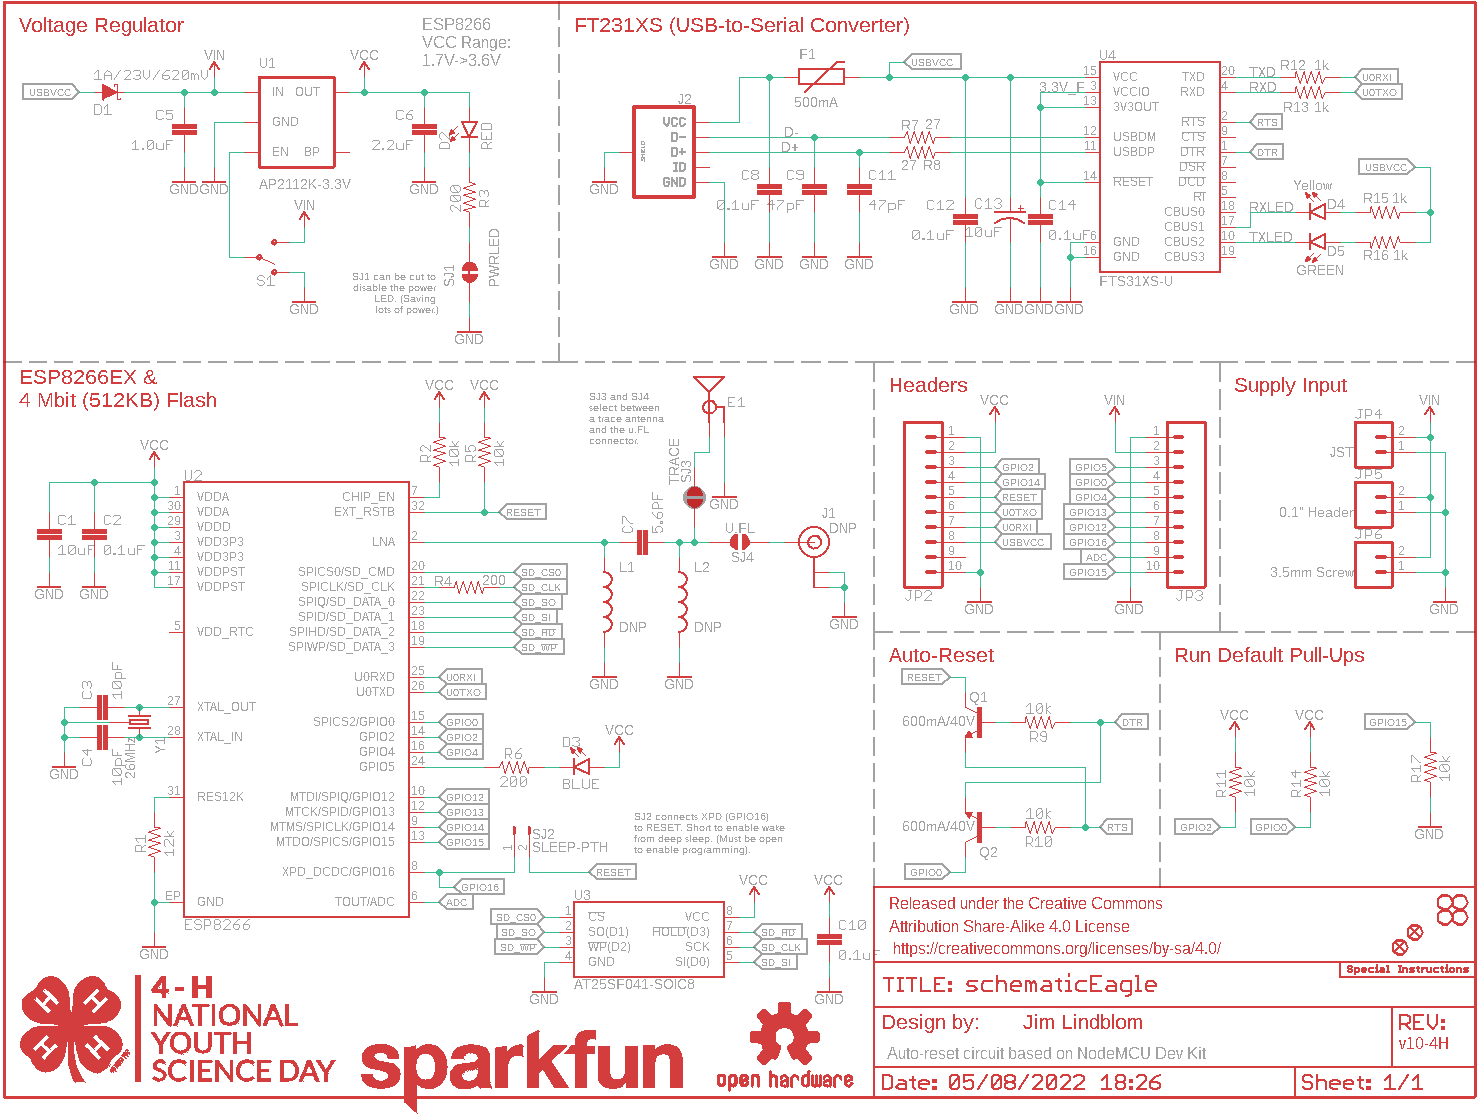 Voltage Regulator
ESP8266
VCC Range:
1.7V->3.6V
VIN
U1
VCC
1A/23V/620mV
USBVCC
D1
IN OUT
GND
EN BP
C5
1.0uF
C6
2.2uF
D2
RED
GND
GND
GND
AP2112K-3.3V
VIN
S1
GND
200
R3
SJ1
PWRLED
SJ1 can be cut to
disable the power
LED. (Saving
lots of power.)
GND
FT231XS (USB-to-Serial Converter)
F1
500mA
USBVCC
U4
J2
SHIELD
VCC
D-
D+
ID
GND
GND
D-
D+
R7 27
27 R8
C8
0.1uF
C9
47pF
C11
47pF
C12
0.1uF
C13
10uF
+
C14
0.1uF
3.3V_F
GND
GND
GND
GND
GND
GND
GND
GND
15 VCC TXD 20
3 VCCIO RXD 4
13 3V3OUT
RTS 2
12 USBDM CTS 9
11 USBDP DTR 1
DSR 7
14 RESET DCD 8
RI 5
CBUS0 18
CBUS1 17
6 GND CBUS2 10
16 GND CBUS3 19
FTS31XS-U
TXD
RXD
R12 1k
R13 1k
U0RXI
U0TXO
RTS
DTR
USBVCC
Yellow
RXLED
D4
R15 1k
TXLED
D5
R16 1k
GREEN
ESP8266EX &
4 Mbit (512KB) Flash
VCC
VCC
VCC
R2
10k
R5
10k
U2
C1
10uF
C2
0.1uF
GND
GND
1 VDDA CHIP_EN 7
30 VDDA EXT_RSTB 32
29 VDDD
3 VDD3P3 LNA 2
4 VDD3P3
11 VDDPST SPICS0/SD_CMD 20
17 VDDPST SPICLK/SD_CLK 21
SPIQ/SD_DATA_0 22
SPID/SD_DATA_1 23
5 VDD_RTC SPIHD/SD_DATA_2 18
SPIWP/SD_DATA_3 19
U0RXD 25
U0TXD 26
27 XTAL_OUT
SPICS2/GPIO0 15
28 XTAL_IN GPIO2 14
GPIO4 16
GPIO5 24
31 RES12K MTDI/SPIQ/GPIO12 10
MTCK/SPID/GPIO13 12
MTMS/SPICLK/GPIO14 9
MTDO/SPICS/GPIO15 13
XPD_DCDC/GPIO16 8
EP GND TOUT/ADC 6
ESP8266
RESET
R4 200
SD_CS0
SD_CLK
SD_SO
SD_SI
SD_HD
SD_WP
U0RXI
U0TXO
GPIO0
GPIO2
GPIO4
GPIO12
GPIO13
GPIO14
GPIO15
GPIO16
ADC
C3
10pF
C4
10pF
26MHz
Y1
GND
R1
12k
GND
R6
200
D3
BLUE
VCC
SJ2
SLEEP-PTH
1
2
RESET
SJ2 connects XPD (GPIO16)
to RESET. Short to enable wake
from deep sleep. (Must be open
to enable programming).
SJ3 and SJ4
select between
a trace antenna
and the u.FL
connector.
E1
TRACE
SJ3
GND
C7
5.6PF
U.FL
SJ4
J1
DNP
L1
DNP
L2
DNP
GND
GND
GND
U3
SD_CS0
SD_SO
SD_WP
1 CS VCC 8
2 SO(D1) HOLD(D3) 7
3 WP(D2) SCK 6
4 GND SI(D0) 5
AT25SF041-SOIC8
SD_HD
SD_CLK
SD_SI
GND
VCC
VCC
C10
0.1uF
GND
Headers
VCC
VIN
1
2
3 GPIO2
4 GPIO14
5 RESET
6 U0TXO
7 U0RXI
8 USBVCC
9
10
JP2
GND
1
2
GPIO5 3
GPIO0 4
GPIO4 5
GPIO13 6
GPIO12 7
GPIO16 8
ADC 9
GPIO15 10
JP3
GND
Supply Input
JP4
VIN
JST
2
1
JP5
0.1" Header
2
1
JP6
3.5mm Screw
2
1
GND
Auto-Reset
RESET
Q1
600mA/40V
10k
R9
DTR
600mA/40V
10k
R10
RTS
Q2
GPIO0
Run Default Pull-Ups
VCC
VCC
GPIO15
R11
10k
R14
10k
R17
10k
GPIO2
GPIO0
GND
Released under the Creative Commons
Attribution Share-Alike 4.0 License
https://creativecommons.org/licenses/by-sa/4.0/
Special Instructions
TITLE: schematicEagle
Design by: Jim Lindblom
REV:
v10-4H
Auto-reset circuit based on NodeMCU Dev Kit
Date: 05/08/2022 18:26
Sheet: 1/1
H H H H
4-H
NATIONAL
YOUTH
SCIENCE DAY
sparkfun
open hardware